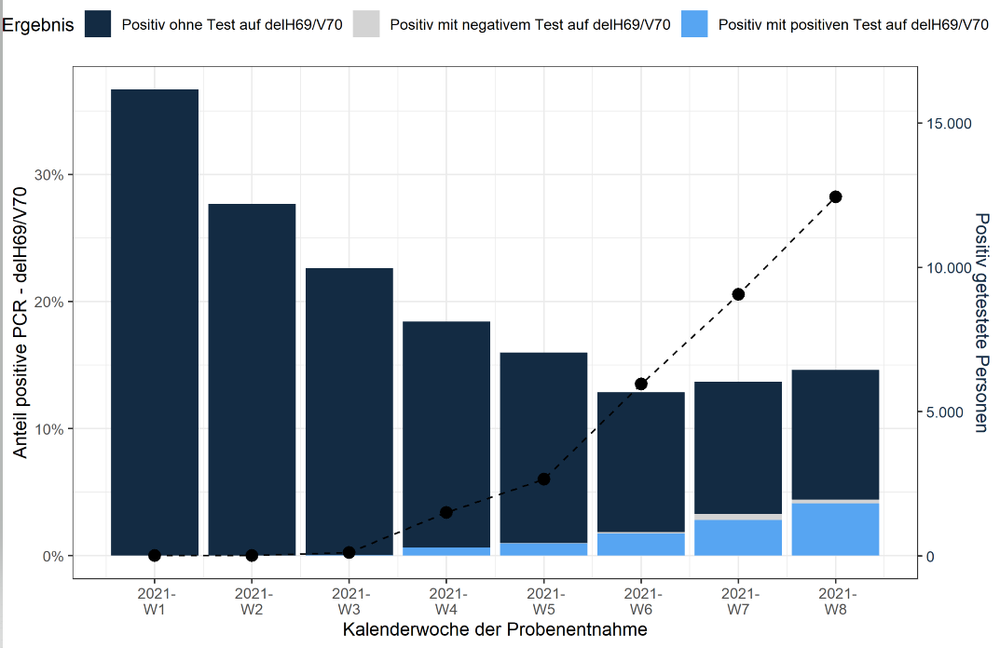 Ergebnis Positiv ohne Test auf delH69/V70 Positiv mit negativem Test auf delH69/V70 Positiv mit positiven Test auf delH69/V70
Anteil positive PCR - delH69/V70
30%
20%
10%
0%
15.000
10.000
5.000
0
Positiv getestete Personen
2021-
W1
2021-
W2
2021-
W3
2021-
W4
2021-
W5
2021-
W6
2021-
W7
2021-
W8
Kalenderwoche der Probenentnahme